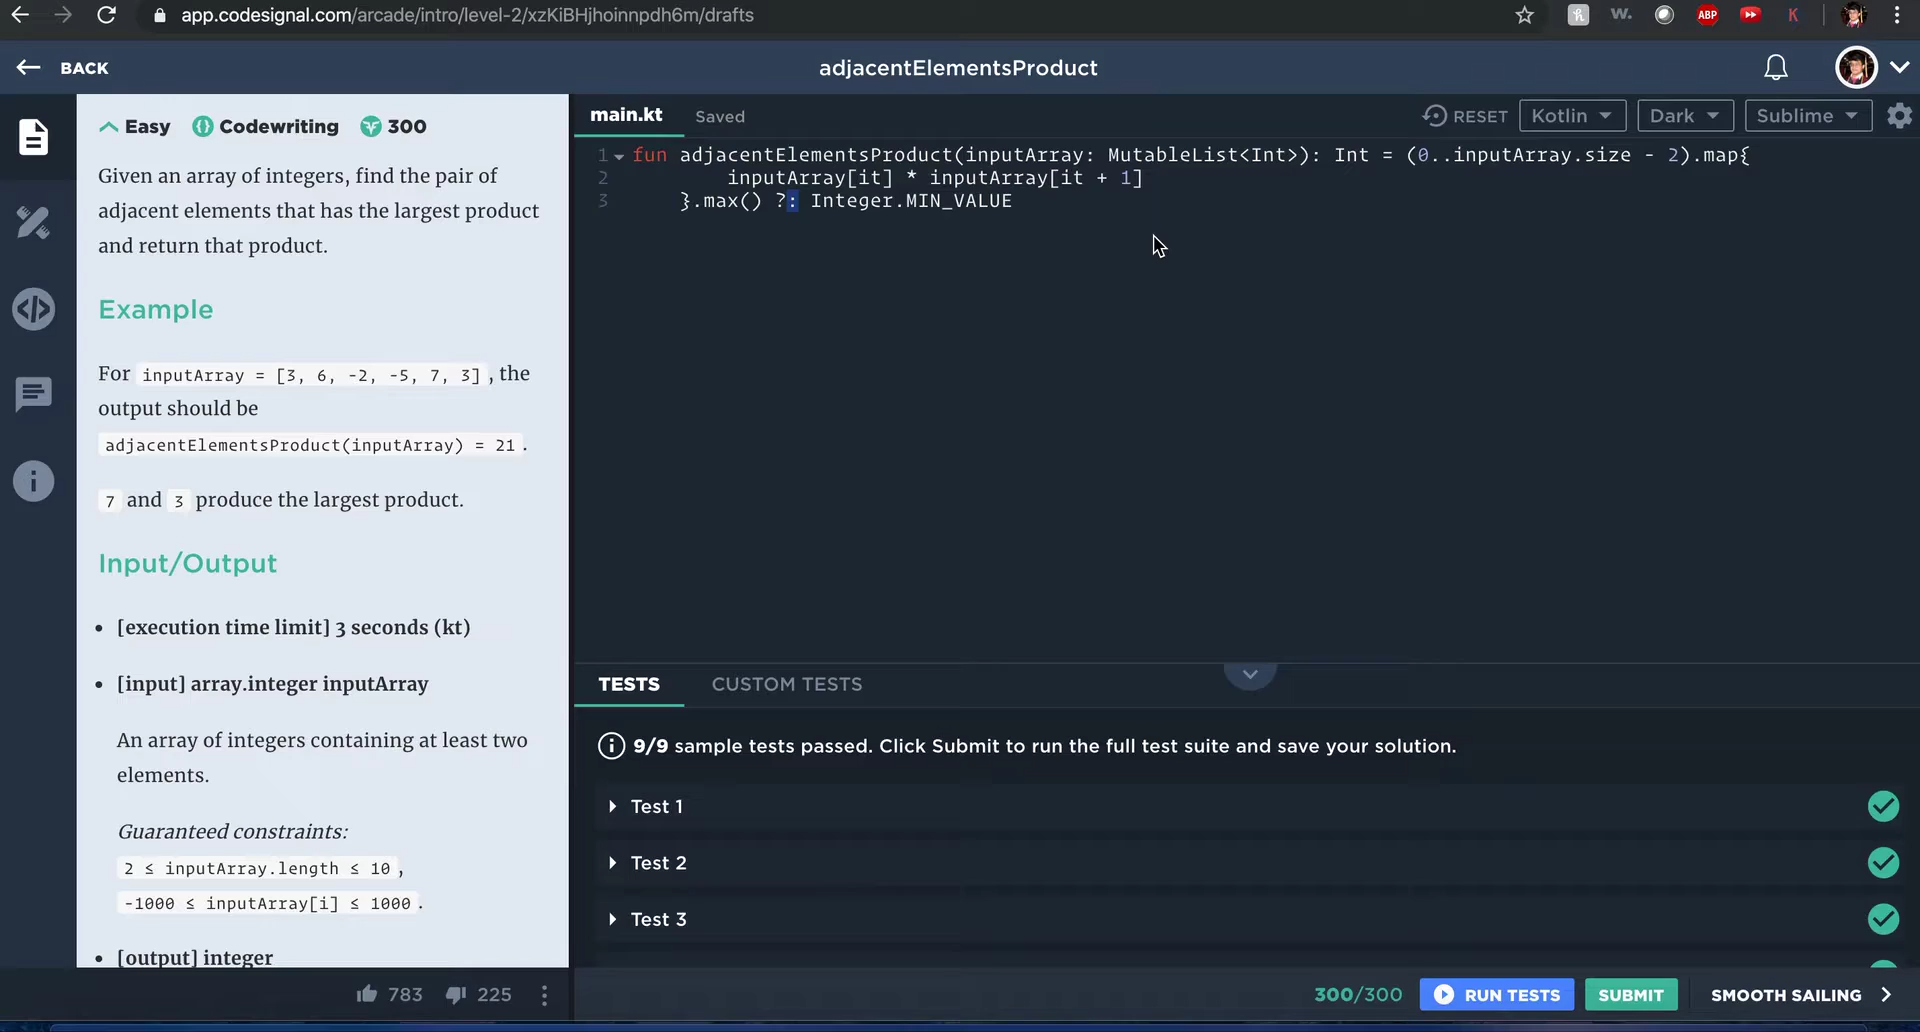 app.codesignal.com/arcade/intro/level-2/xzKiBHjhoinnpdh6m/drafts
W.
ABP
K
BACK
adjacentElementsProduct
Easy Codewriting 300
Given an array of integers, find the pair of
adjacent elements that has the largest product
and return that product.
Example
For inputArray = [3, 6, -2, -5, 7, 3], the
output should be
adjacentElementsProduct(inputArray) = 21.
7 and 3 produce the largest product.
Input/Output
• [execution time limit] 3 seconds (kt)
• [input] array.integer inputArray
An array of integers containing at least two
elements.
Guaranteed constraints:
2 ≤ inputArray.length ≤ 10,
-1000 ≤ inputArray[i] ≤ 1000.
• [output] integer
783 225
main.kt Saved RESET Kotlin Dark Sublime
1 fun adjacentElementsProduct(inputArray: MutableList<Int>): Int = (0..inputArray.size - 2).map{
2 inputArray[it] * inputArray[it + 1]
3 }.max() ?: Integer.MIN_VALUE
TESTS CUSTOM TESTS
9/9 sample tests passed. Click Submit to run the full test suite and save your solution.
Test 1
Test 2
Test 3
300/300 RUN TESTS SUBMIT SMOOTH SAILING